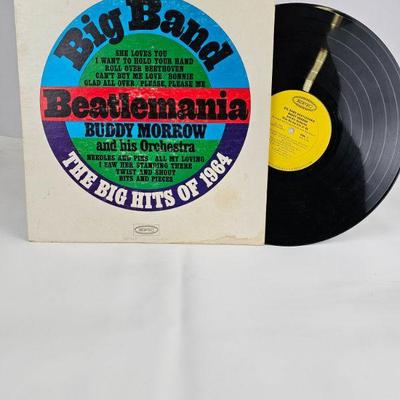 Big Band
SHE LOVES YOU
I WANT TO HOLD YOUR HAND
ROLL OVER BEETHOVEN
CAN'T BUY ME LOVE · BONNIE
GLAD ALL OVER · PLEASE, PLEASE ME
Beatlemania
BUDDY MORROW
and his Orchestra
NEEDLES AND PINS · ALL MY LOVING
I SAW HER STANDING THERE
TWIST AND SHOUT
BITS AND PIECES
THE BIG HITS OF 1964
EPIC
EPIC